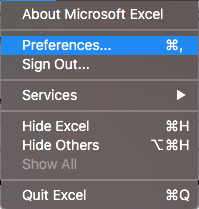 About Microsoft Excel
Preferences... ⌘,
Sign Out...
Services ▶
Hide Excel ⌘H
Hide Others ⌥⌘H
Show All
Quit Excel ⌘Q